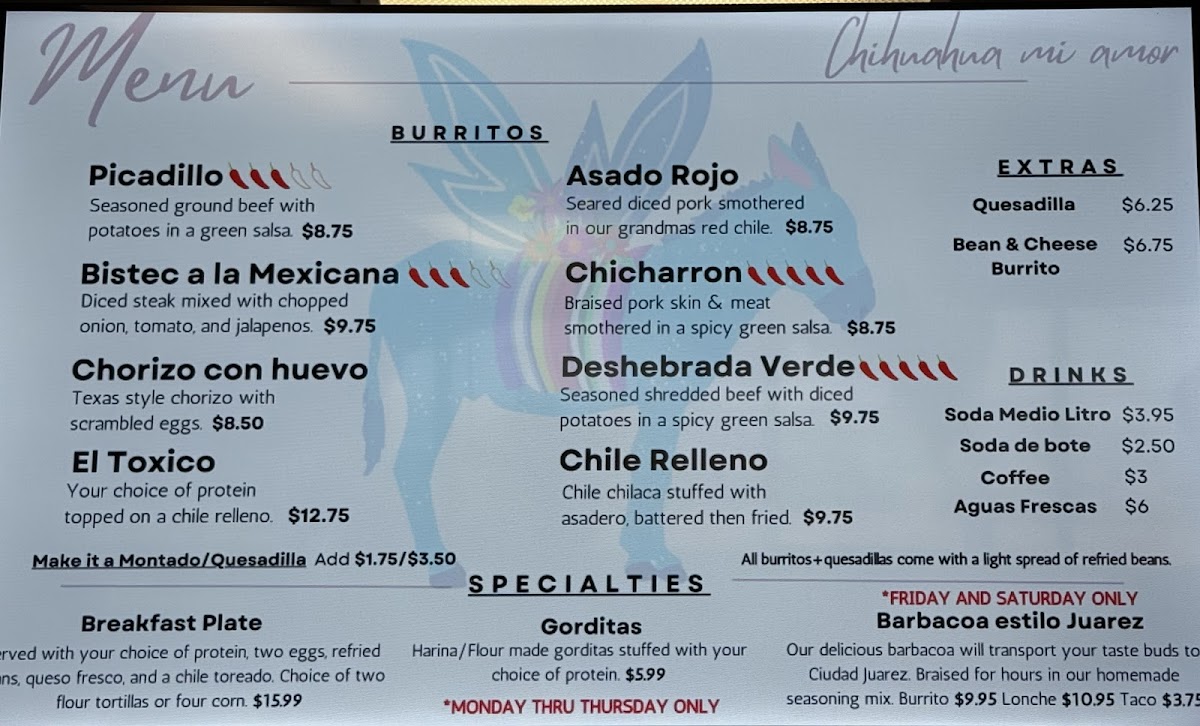 Menu
Chihuahua mi amor
BURRITOS
Picadillo
Seasoned ground beef with
potatoes in a green salsa. $8.75
Bistec a la Mexicana
Diced steak mixed with chopped
onion, tomato, and jalapenos. $9.75
Chorizo con huevo
Texas style chorizo with
scrambled eggs. $8.50
El Toxico
Your choice of protein
topped on a chile relleno. $12.75
Make it a Montado/Quesadilla Add $1.75/$3.50
Asado Rojo
Seared diced pork smothered
in our grandmas red chile. $8.75
Chicharron
Braised pork skin & meat
smothered in a spicy green salsa. $8.75
Deshebrada Verde
Seasoned shredded beef with diced
potatoes in a spicy green salsa. $9.75
Chile Relleno
Chile chilaca stuffed with
asadero, battered then fried. $9.75
EXTRAS
Quesadilla $6.25
Bean & Cheese $6.75
Burrito
DRINKS
Soda Medio Litro $3.95
Soda de bote $2.50
Coffee $3
Aguas Frescas $6
All burritos+quesadillas come with a light spread of refried beans.
SPECIALTIES
Breakfast Plate
erved with your choice of protein, two eggs, refried
ans, queso fresco, and a chile toreado. Choice of two
flour tortillas or four corn. $15.99
Gorditas
Harina/Flour made gorditas stuffed with your
choice of protein. $5.99
*MONDAY THRU THURSDAY ONLY
*FRIDAY AND SATURDAY ONLY
Barbacoa estilo Juarez
Our delicious barbacoa will transport your taste buds to
Ciudad Juarez. Braised for hours in our homemade
seasoning mix. Burrito $9.95 Lonche $10.95 Taco $3.75